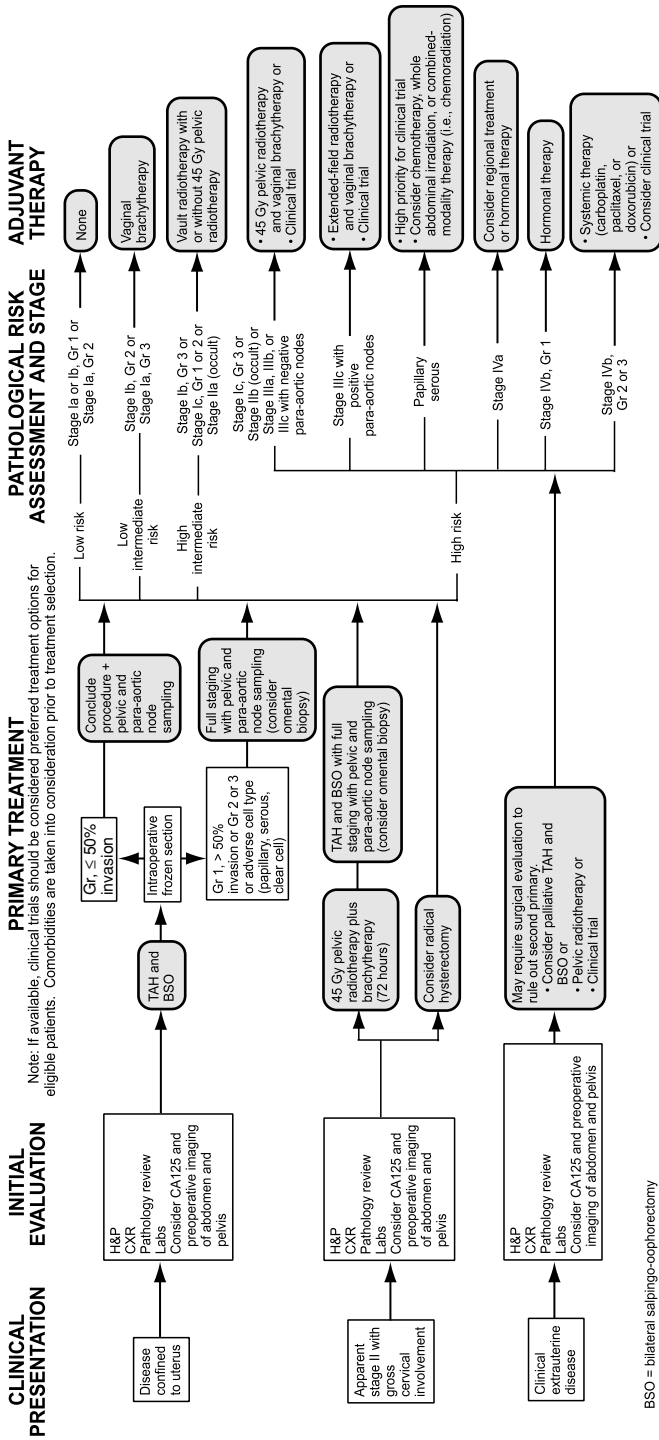 CLINICAL
PRESENTATION
INITIAL
EVALUATION
PRIMARY TREATMENT
Note: If available, clinical trials should be considered preferred treatment options for
eligible patients. Comorbidities are taken into consideration prior to treatment selection.
PATHOLOGICAL RISK
ASSESSMENT AND STAGE
ADJUVANT
THERAPY
Disease
confined
to uterus
H&P
CXR
Pathology review
Labs
Consider CA125 and
preoperative imaging
of abdomen and
pelvis
TAH and
BSO
Gr, ≤ 50%
invasion
Intraoperative
frozen section
Gr 1, > 50%
invasion or Gr 2 or 3
or adverse cell type
(papillary, serous,
clear cell)
Conclude
procedure +
pelvic and
para-aortic
node
sampling
Full staging
with pelvic and
para-aortic
node sampling
(consider
omental
biopsy)
Apparent
stage II with
gross
cervical
involvement
H&P
CXR
Pathology review
Labs
Consider CA125 and
preoperative imaging
of abdomen and
pelvis
45 Gy pelvic
radiotherapy plus
brachytherapy
(72 hours)
TAH and BSO with full
staging with pelvic and
para-aortic node sampling
(consider omental biopsy)
Consider radical
hysterectomy
Clinical
extrauterine
disease
H&P
CXR
Pathology review
Labs
Consider CA125 and preoperative
imaging of abdomen and pelvis
May require surgical evaluation to
rule out second primary.
• Consider palliative TAH and
BSO or
• Pelvic radiotherapy or
• Clinical trial
Low risk
Stage Ia or Ib, Gr 1 or
Stage Ia, Gr 2
None
Low
intermediate
risk
Stage Ib, Gr 2 or
Stage Ia, Gr 3
Vaginal
brachytherapy
High
intermediate
risk
Stage Ib, Gr 3 or
Stage Ic, Gr 1 or 2 or
Stage IIa (occult)
Vault radiotherapy with
or without 45 Gy pelvic
radiotherapy
High risk
Stage Ic, Gr 3 or
Stage IIb (occult) or
Stage IIIa, IIIb, or
IIIc with negative
para-aortic nodes
• 45 Gy pelvic radiotherapy
and vaginal brachytherapy or
• Clinical trial
Stage IIIc with
positive
para-aortic nodes
• Extended-field radiotherapy
and vaginal brachytherapy or
• Clinical trial
Papillary
serous
• High priority for clinical trial
• Consider chemotherapy, whole
abdominal irradiation, or combined-
modality therapy (i.e., chemoradiation)
Stage IVa
Consider regional treatment
or hormonal therapy
Stage IVb, Gr 1
Hormonal therapy
Stage IVb,
Gr 2 or 3
• Systemic therapy
(carboplatin,
paclitaxel, or
doxorubicin) or
• Consider clinical trial
BSO = bilateral salpingo-oophorectomy